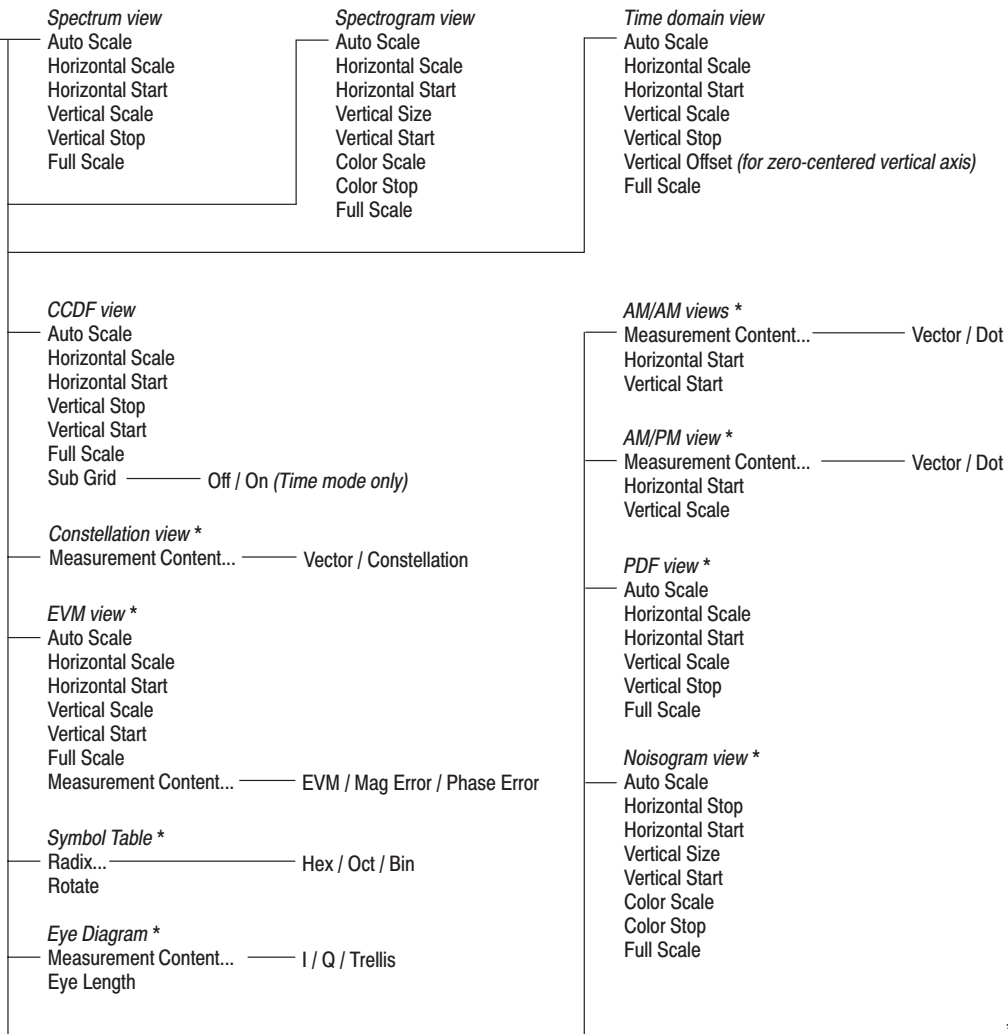 Spectrum view
Auto Scale
Horizontal Scale
Horizontal Start
Vertical Scale
Vertical Stop
Full Scale
Spectrogram view
Auto Scale
Horizontal Scale
Horizontal Start
Vertical Size
Vertical Start
Color Scale
Color Stop
Full Scale
Time domain view
Auto Scale
Horizontal Scale
Horizontal Start
Vertical Scale
Vertical Stop
Vertical Offset (for zero-centered vertical axis)
Full Scale
CCDF view
Auto Scale
Horizontal Scale
Horizontal Start
Vertical Stop
Vertical Start
Full Scale
Sub Grid Off / On (Time mode only)
Constellation view *
Measurement Content... Vector / Constellation
EVM view *
Auto Scale
Horizontal Scale
Horizontal Start
Vertical Scale
Vertical Start
Full Scale
Measurement Content... EVM / Mag Error / Phase Error
Symbol Table *
Radix... Hex / Oct / Bin
Rotate
Eye Diagram *
Measurement Content... I / Q / Trellis
Eye Length
AM/AM views *
Measurement Content... Vector / Dot
Horizontal Start
Vertical Start
AM/PM view *
Measurement Content... Vector / Dot
Horizontal Start
Vertical Scale
PDF view *
Auto Scale
Horizontal Scale
Horizontal Start
Vertical Scale
Vertical Stop
Full Scale
Noisogram view *
Auto Scale
Horizontal Stop
Horizontal Start
Vertical Size
Vertical Start
Color Scale
Color Stop
Full Scale